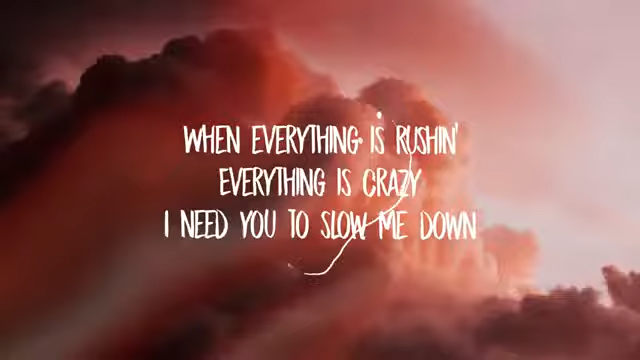 WHEN EVERYTHING IS RUSHIN'
EVERYTHING IS CRAZY
I NEED YOU TO SLOW ME DOWN